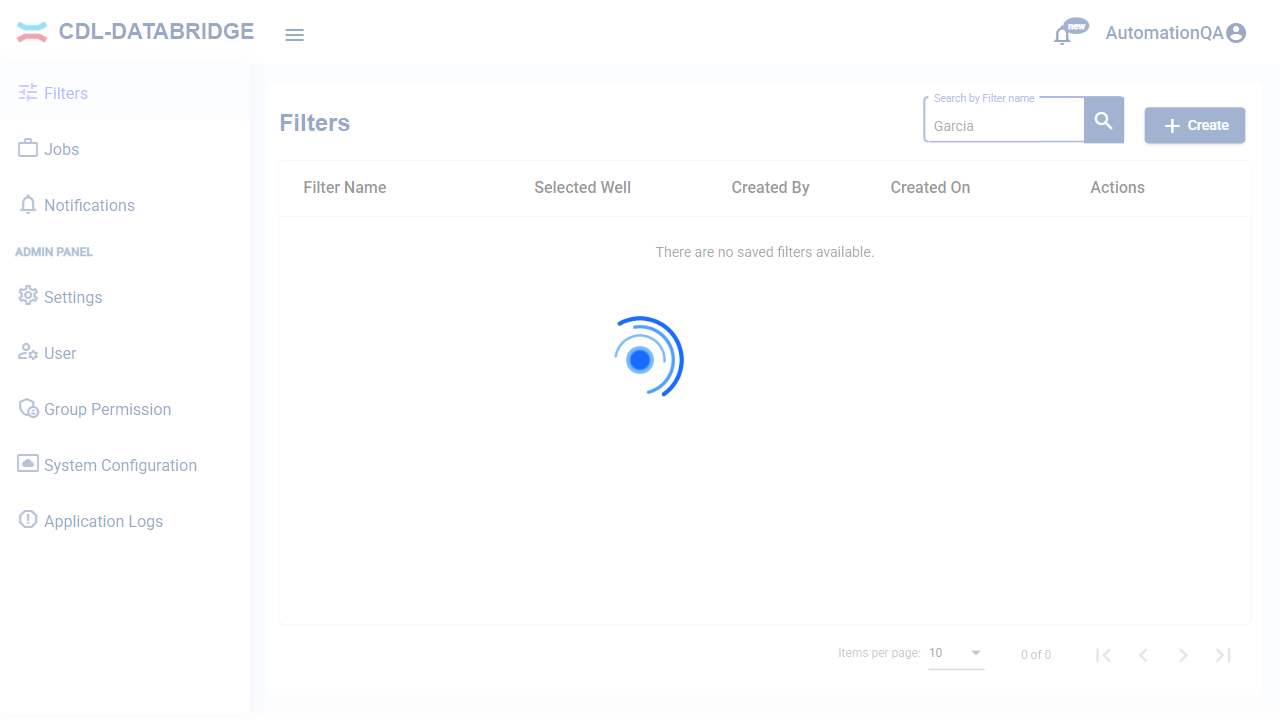 CDL-DATABRIDGE
new
AutomationQA
Filters
Jobs
Notifications
ADMIN PANEL
Settings
User
Group Permission
System Configuration
Application Logs
Filters
Search by Filter name
Garcia
Create
Filter Name Selected Well Created By Created On Actions
There are no saved filters available.
Items per page: 10 0 of 0